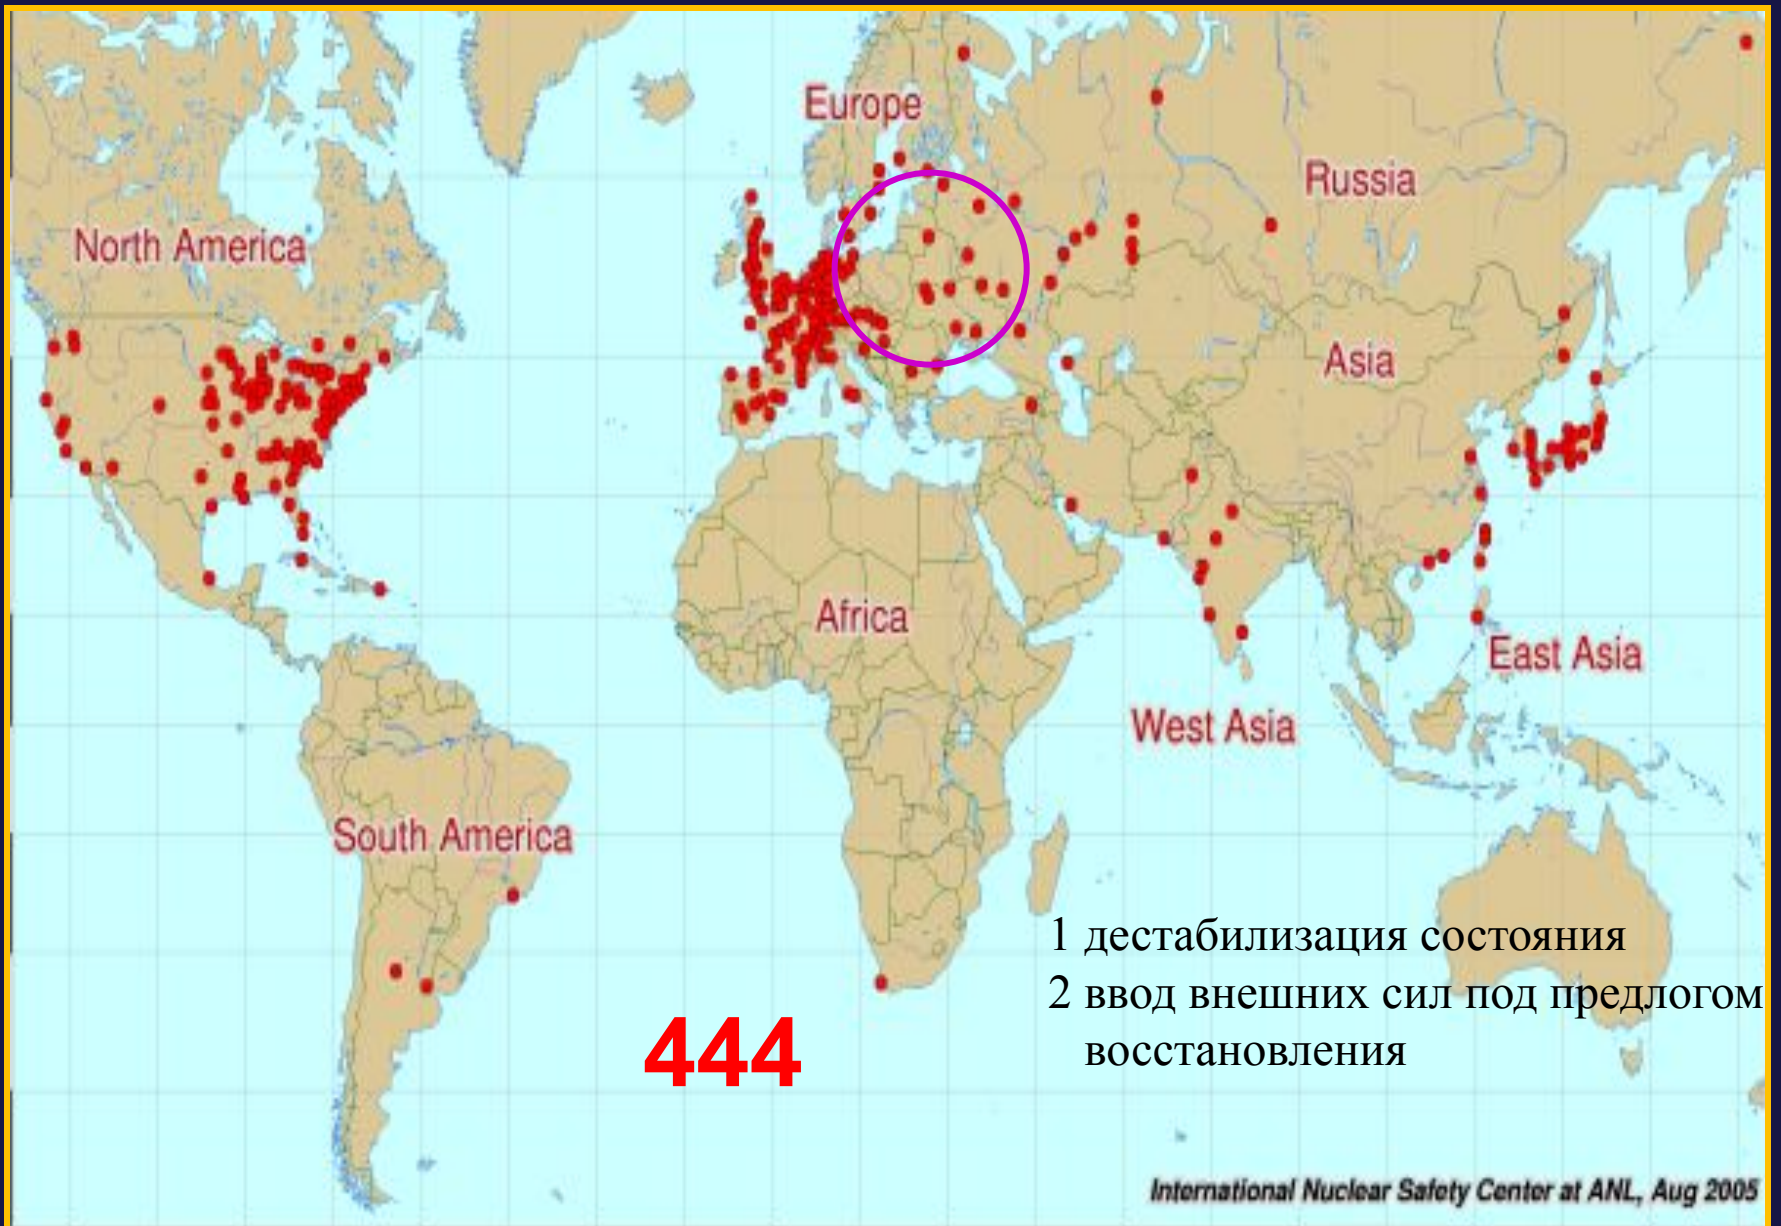 Europe
Russia
North America
Asia
Africa
East Asia
West Asia
South America
1 дестабилизация состояния
2 ввод внешних сил под предлогом
восстановления
444
International Nuclear Safety Center at ANL, Aug 2005